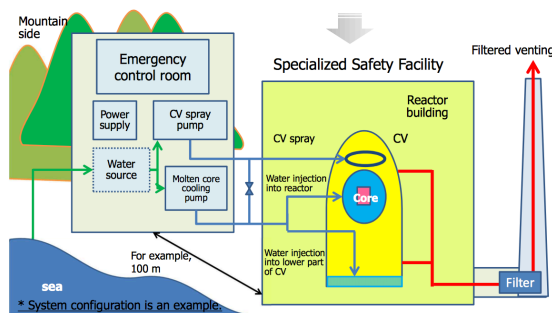 Mountain
side
Emergency
control room
Power
supply
CV spray
pump
Water
source
Molten core
cooling
pump
For example,
100 m
sea
* System configuration is an example.
Specialized Safety Facility
Reactor
building
CV spray
CV
Water injection
into reactor
Core
Water injection
into lower part
of CV
Filtered venting
Filter